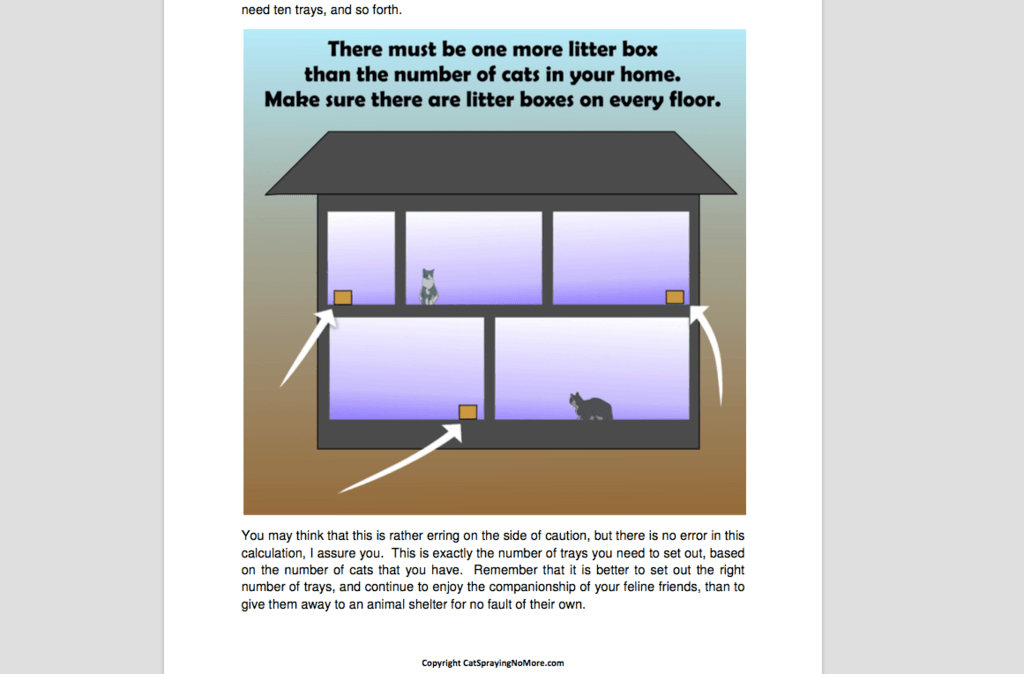 need ten trays, and so forth.
There must be one more litter box
than the number of cats in your home.
Make sure there are litter boxes on every floor.
You may think that this is rather erring on the side of caution, but there is no error in this
calculation, I assure you.  This is exactly the number of trays you need to set out, based
on the number of cats that you have.  Remember that it is better to set out the right
number of trays, and continue to enjoy the companionship of your feline friends, than to
give them away to an animal shelter for no fault of their own.
Copyright CatSprayingNoMore.com